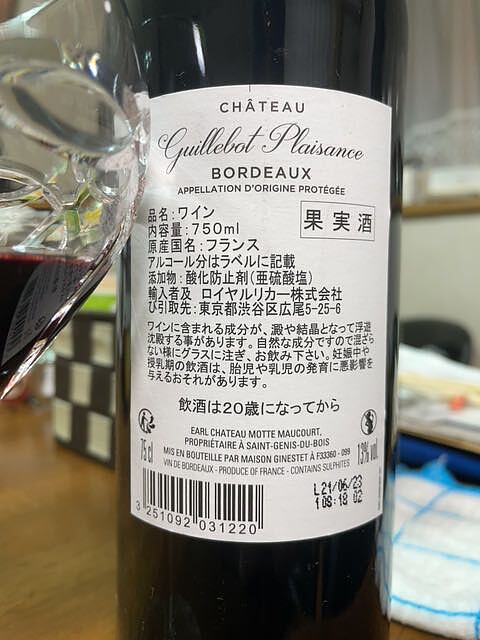 CHÂTEAU
Guillebot Plaisance
BORDEAUX
APPELLATION D'ORIGINE PROTÉGÉE
品名:ワイン
内容量:750ml
果実酒
原産国名:フランス
アルコール分はラベルに記載
添加物:酸化防止剤(亜硫酸塩)
輸入者及 ロイヤルリカー株式会社
び引取先:東京都渋谷区広尾5-25-6
ワインに含まれる成分が、澱や結晶となって浮遊
沈殿する事があります。自然な成分ですので混ざら
ない様にグラスに注ぎ、お飲み下さい。妊娠中や
授乳期の飲酒は、胎児や乳児の発育に悪影響を
与えるおそれがあります。
飲酒は20歳になってから
EARL CHATEAU MOTTE MAUCOURT,
PROPRIÉTAIRE À SAINT-GENIS-DU-BOIS
MIS EN BOUTEILLE PAR MAISON GINESTET À F33360 - 099
VIN DE BORDEAUX - PRODUCE OF FRANCE - CONTAINS SULPHITES
75 cl
13% vol.
L21/06/23
3 251092 031220